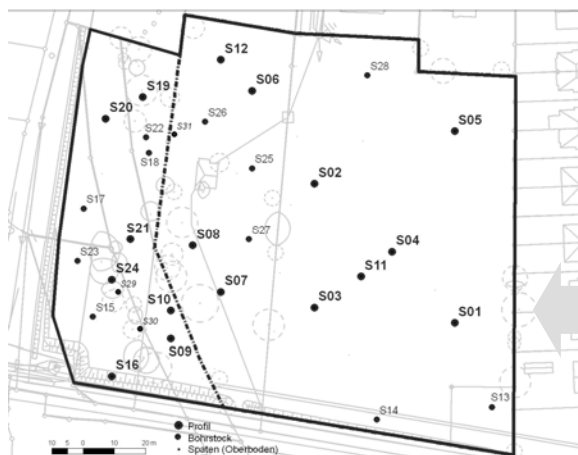 S12
S28
S19
S06
S20
S26
S05
S22
S31
S18
S25
S02
S17
S21
S08
S27
S04
S23
S24
S11
S29
S07
S10
S03
S15
S30
S01
S09
S16
S13
S14
Profil
Bohrstock
Spaten (Oberboden)
10 5 0 10 20 m